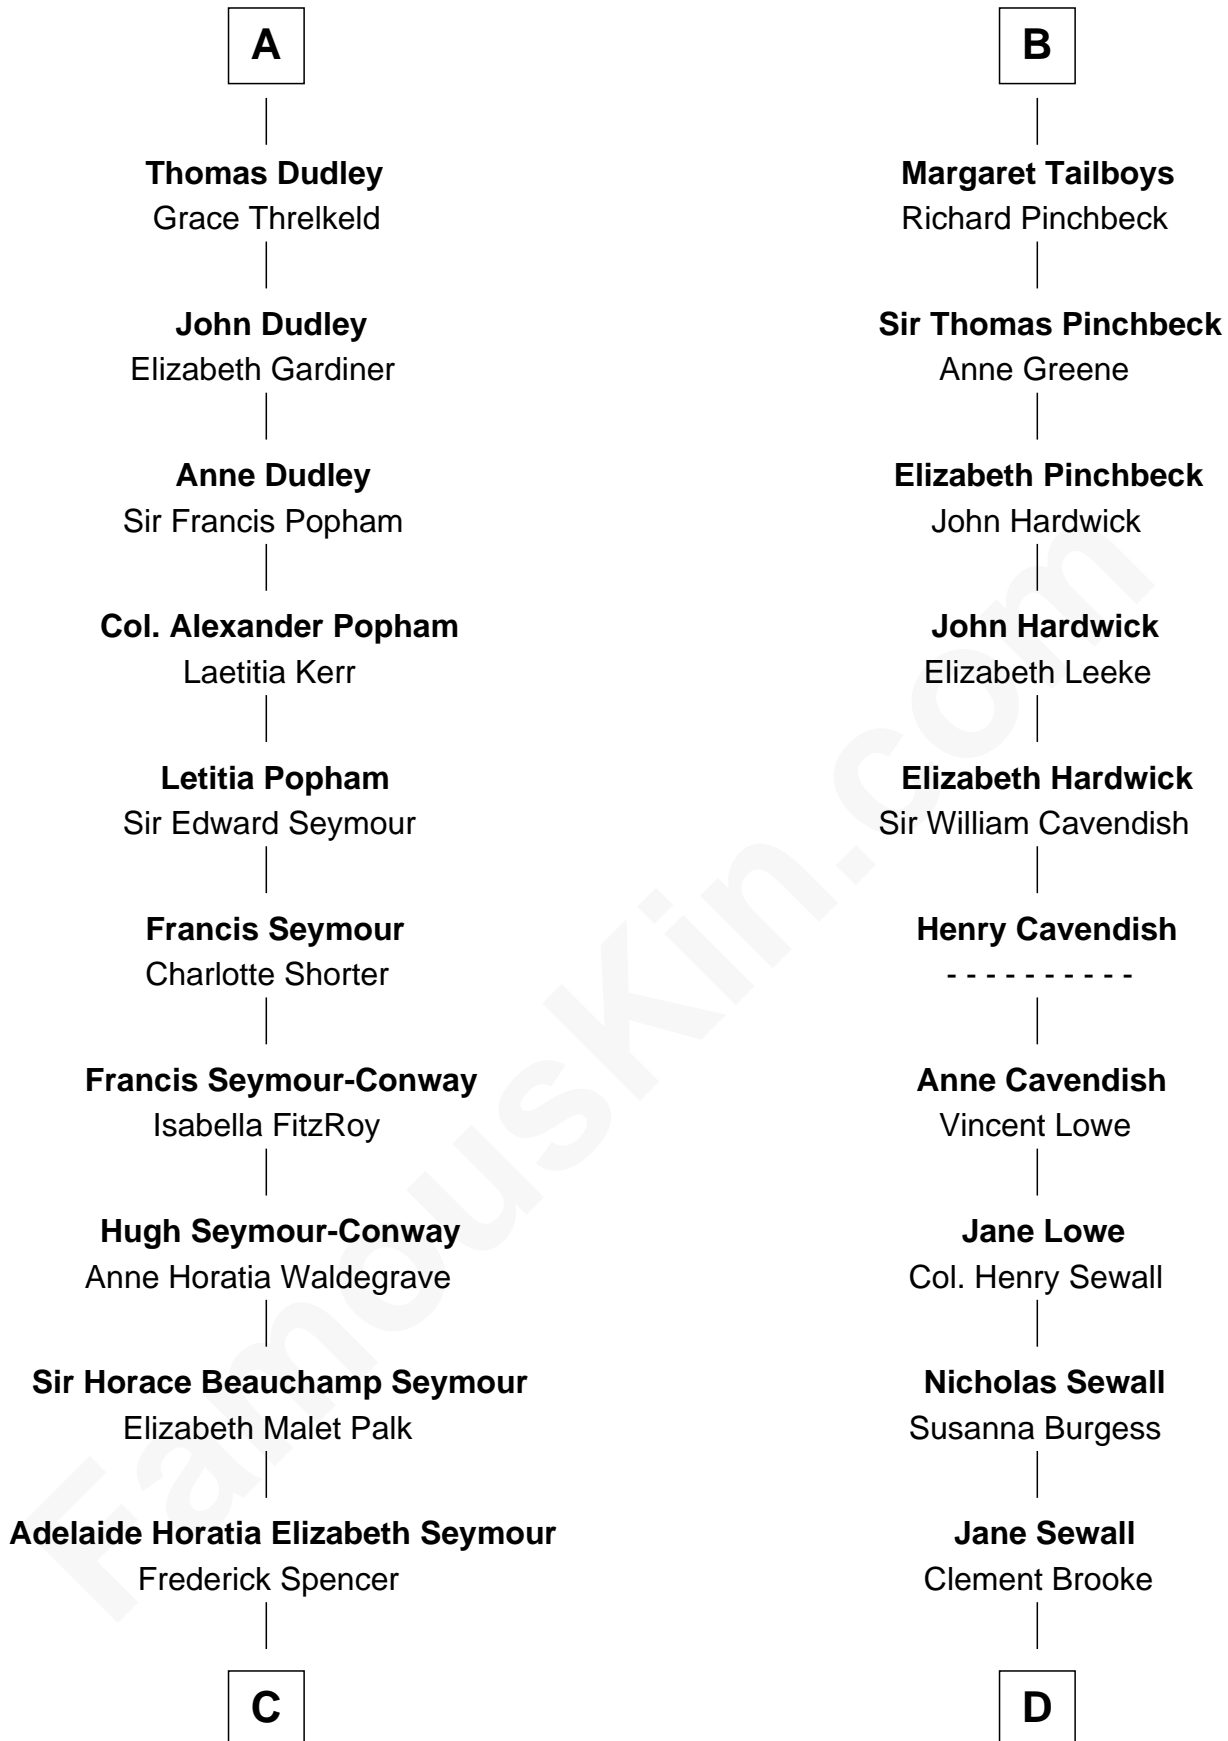 A
Thomas Dudley
Grace Threlkeld
John Dudley
Elizabeth Gardiner
Anne Dudley
Sir Francis Popham
Col. Alexander Popham
Laetitia Kerr
Letitia Popham
Sir Edward Seymour
Francis Seymour
Charlotte Shorter
Francis Seymour-Conway
Isabella FitzRoy
Hugh Seymour-Conway
Anne Horatia Waldegrave
Sir Horace Beauchamp Seymour
Elizabeth Malet Palk
Adelaide Horatia Elizabeth Seymour
Frederick Spencer
C
B
Margaret Tailboys
Richard Pinchbeck
Sir Thomas Pinchbeck
Anne Greene
Elizabeth Pinchbeck
John Hardwick
John Hardwick
Elizabeth Leeke
Elizabeth Hardwick
Sir William Cavendish
Henry Cavendish
- - - - - - - - - -
Anne Cavendish
Vincent Lowe
Jane Lowe
Col. Henry Sewall
Nicholas Sewall
Susanna Burgess
Jane Sewall
Clement Brooke
D
FamousKin.com